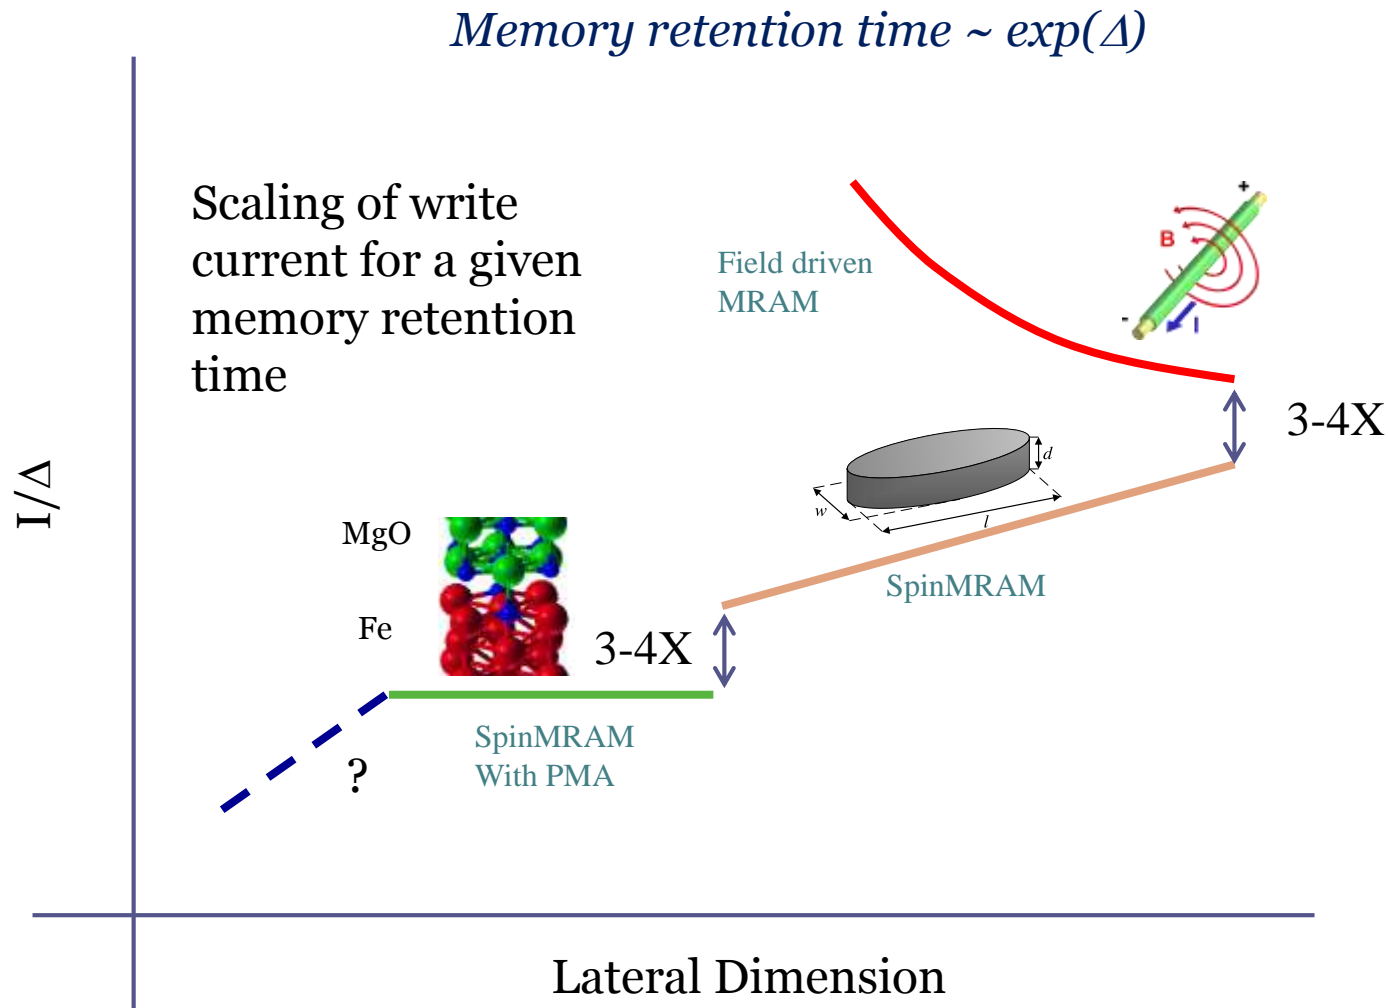 Memory retention time ~ exp(Δ)
Scaling of write
current for a given
memory retention
time
Field driven
MRAM
+
B
-
I
3-4X
I/Δ
d
w
l
MgO
Fe
3-4X
SpinMRAM
SpinMRAM
With PMA
?
Lateral Dimension